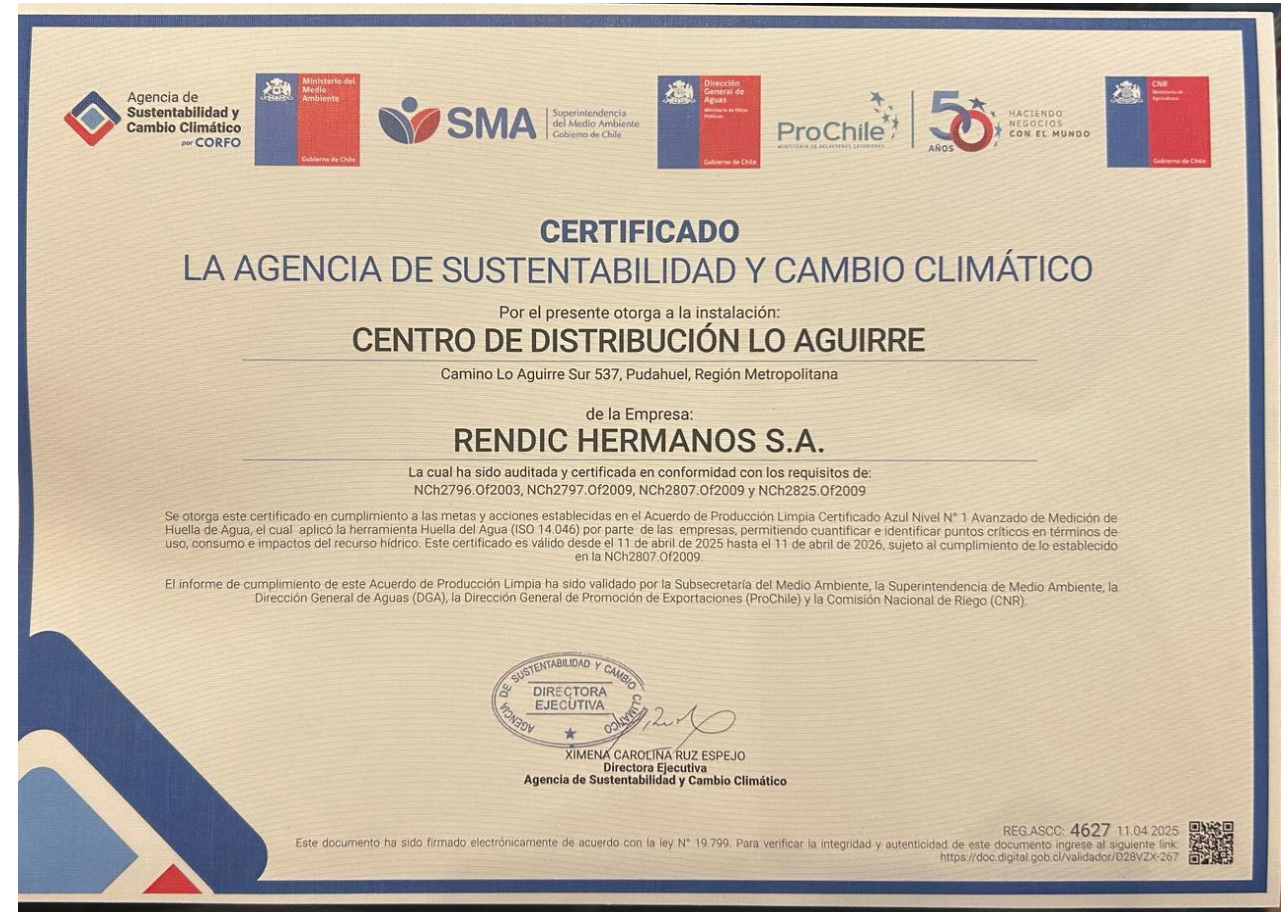 Agencia de
Sustentabilidad y
Cambio Climático
por CORFO
Ministerio del
Medio
Ambiente
Gobierno de Chile
SMA
Superintendencia
del Medio Ambiente
Gobierno de Chile
Dirección
General de
Aguas
Ministerio de Obras
Públicas
Gobierno de Chile
ProChile
MINISTERIO DE RELACIONES EXTERIORES
50
AÑOS
HACIENDO
NEGOCIOS
CON EL MUNDO
CNR
Ministerio de
Agricultura
Gobierno de Chile
CERTIFICADO
LA AGENCIA DE SUSTENTABILIDAD Y CAMBIO CLIMÁTICO
Por el presente otorga a la instalación:
CENTRO DE DISTRIBUCIÓN LO AGUIRRE
Camino Lo Aguirre Sur 537, Pudahuel, Región Metropolitana
de la Empresa:
RENDIC HERMANOS S.A.
La cual ha sido auditada y certificada en conformidad con los requisitos de:
NCh2796.Of2003, NCh2797.Of2009, NCh2807.Of2009 y NCh2825.Of2009
Se otorga este certificado en cumplimiento a las metas y acciones establecidas en el Acuerdo de Producción Limpia Certificado Azul Nivel N° 1 Avanzado de Medición de
Huella de Agua, el cual aplicó la herramienta Huella del Agua (ISO 14.046) por parte de las empresas, permitiendo cuantificar e identificar puntos críticos en términos de
uso, consumo e impactos del recurso hídrico. Este certificado es válido desde el 11 de abril de 2025 hasta el 11 de abril de 2026, sujeto al cumplimiento de lo establecido
en la NCh2807.Of2009.
El informe de cumplimiento de este Acuerdo de Producción Limpia ha sido validado por la Subsecretaría del Medio Ambiente, la Superintendencia de Medio Ambiente, la
Dirección General de Aguas (DGA), la Dirección General de Promoción de Exportaciones (ProChile) y la Comisión Nacional de Riego (CNR).
AGENCIA DE SUSTENTABILIDAD Y CAMBIO CLIMÁTICO
DIRECTORA
EJECUTIVA
XIMENA CAROLINA RUZ ESPEJO
Directora Ejecutiva
Agencia de Sustentabilidad y Cambio Climático
REG.ASCC: 4627 11.04.2025
Este documento ha sido firmado electrónicamente de acuerdo con la ley N° 19.799. Para verificar la integridad y autenticidad de este documento ingrese al siguiente link:
https://doc.digital.gob.cl/validador/D28VZX-267